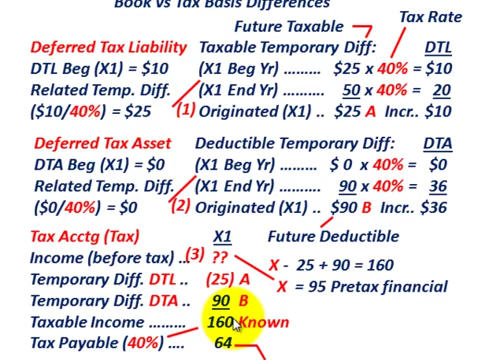 Book vs Tax Basis Differences
Future Taxable Tax Rate
Deferred Tax Liability Taxable Temporary Diff: DTL
DTL Beg (X1) = $10 (X1 Beg Yr) ......... $25 x 40% = $10
Related Temp. Diff. (X1 End Yr) ......... 50 x 40% = 20
($10/40%) = $25 (1) Originated (X1) .. $25 A Incr.. $10
Deferred Tax Asset Deductible Temporary Diff: DTA
DTA Beg (X1) = $0 (X1 Beg Yr) ......... $ 0 x 40% = $0
Related Temp. Diff. (X1 End Yr) ......... 90 x 40% = 36
($0/40%) = $0 (2) Originated (X1) .. $90 B Incr.. $36
Tax Acctg (Tax) X1 Future Deductible
Income (before tax) .. (3) ??
X - 25 + 90 = 160
Temporary Diff. DTL .. (25) A
X = 95 Pretax financial
Temporary Diff. DTA .. 90 B
Taxable Income ......... 160 Known
Tax Payable (40%) .... 64